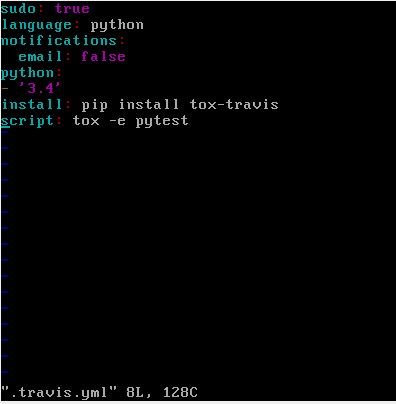 sudo: true
language: python
notifications:
  email: false
python:
- '3.4'
install: pip install tox-travis
script: tox -e pytest
~
~
~
~
~
~
~
~
~
~
~
~
~
".travis.yml" 8L, 128C